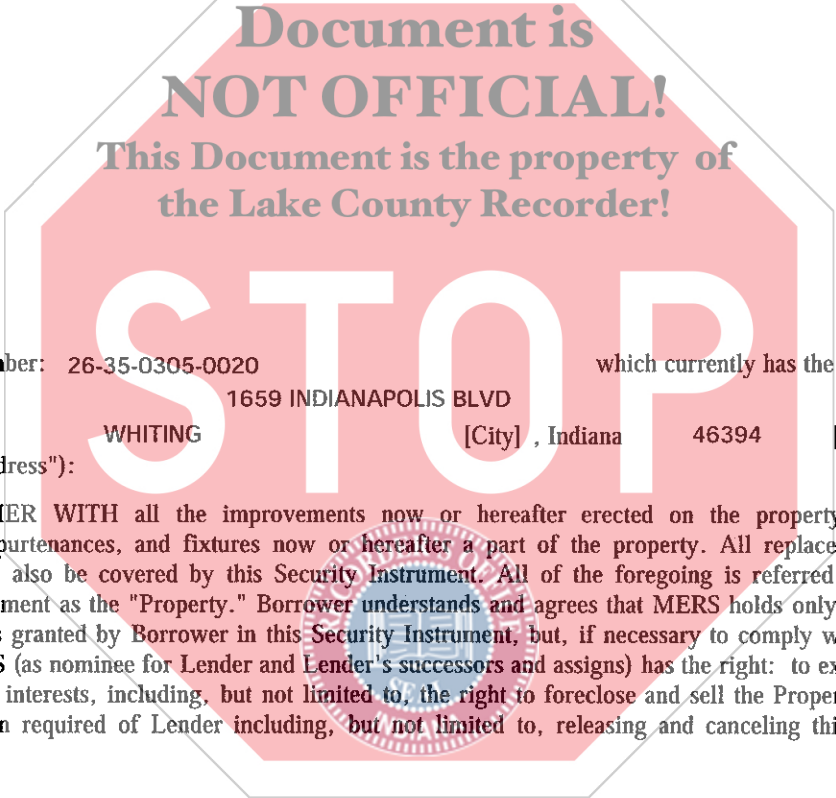 Document is
NOT OFFICIAL!
This Document is the property of
the Lake County Recorder!
STOP
ber: 26-35-0305-0020 which currently has the
1659 INDIANAPOLIS BLVD
WHITING [City] , Indiana 46394 [
dress"):
ER WITH all the improvements now or hereafter erected on the property
purtenances, and fixtures now or hereafter a part of the property. All replace
also be covered by this Security Instrument. All of the foregoing is referred
ment as the "Property." Borrower understands and agrees that MERS holds only
s granted by Borrower in this Security Instrument, but, if necessary to comply w
S (as nominee for Lender and Lender's successors and assigns) has the right: to ex
interests, including, but not limited to, the right to foreclose and sell the Proper
n required of Lender including, but not limited to, releasing and canceling thi
SEAL
INDIANA